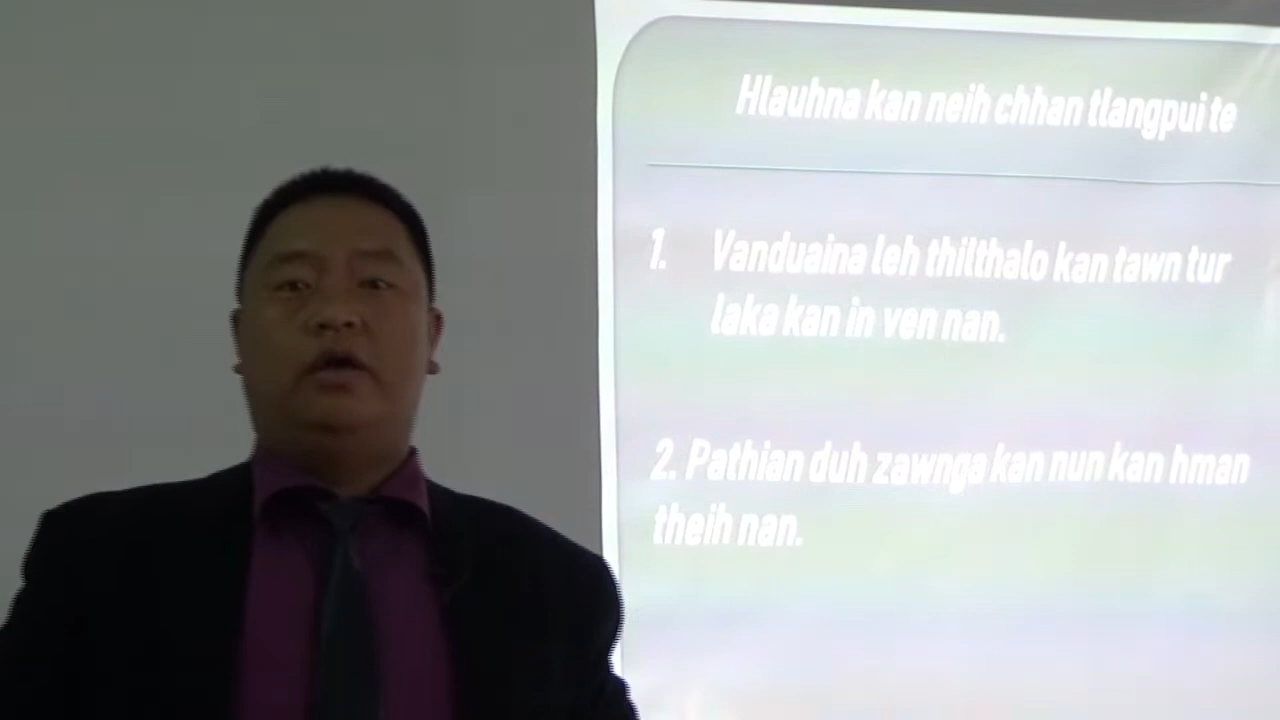 Hlauhna kan neih chhan tlangpui te
1. Vanduaina leh thilthalo kan tawn tur
laka kan in ven nan.
2. Pathian duh zawnga kan nun kan hman
theih nan.